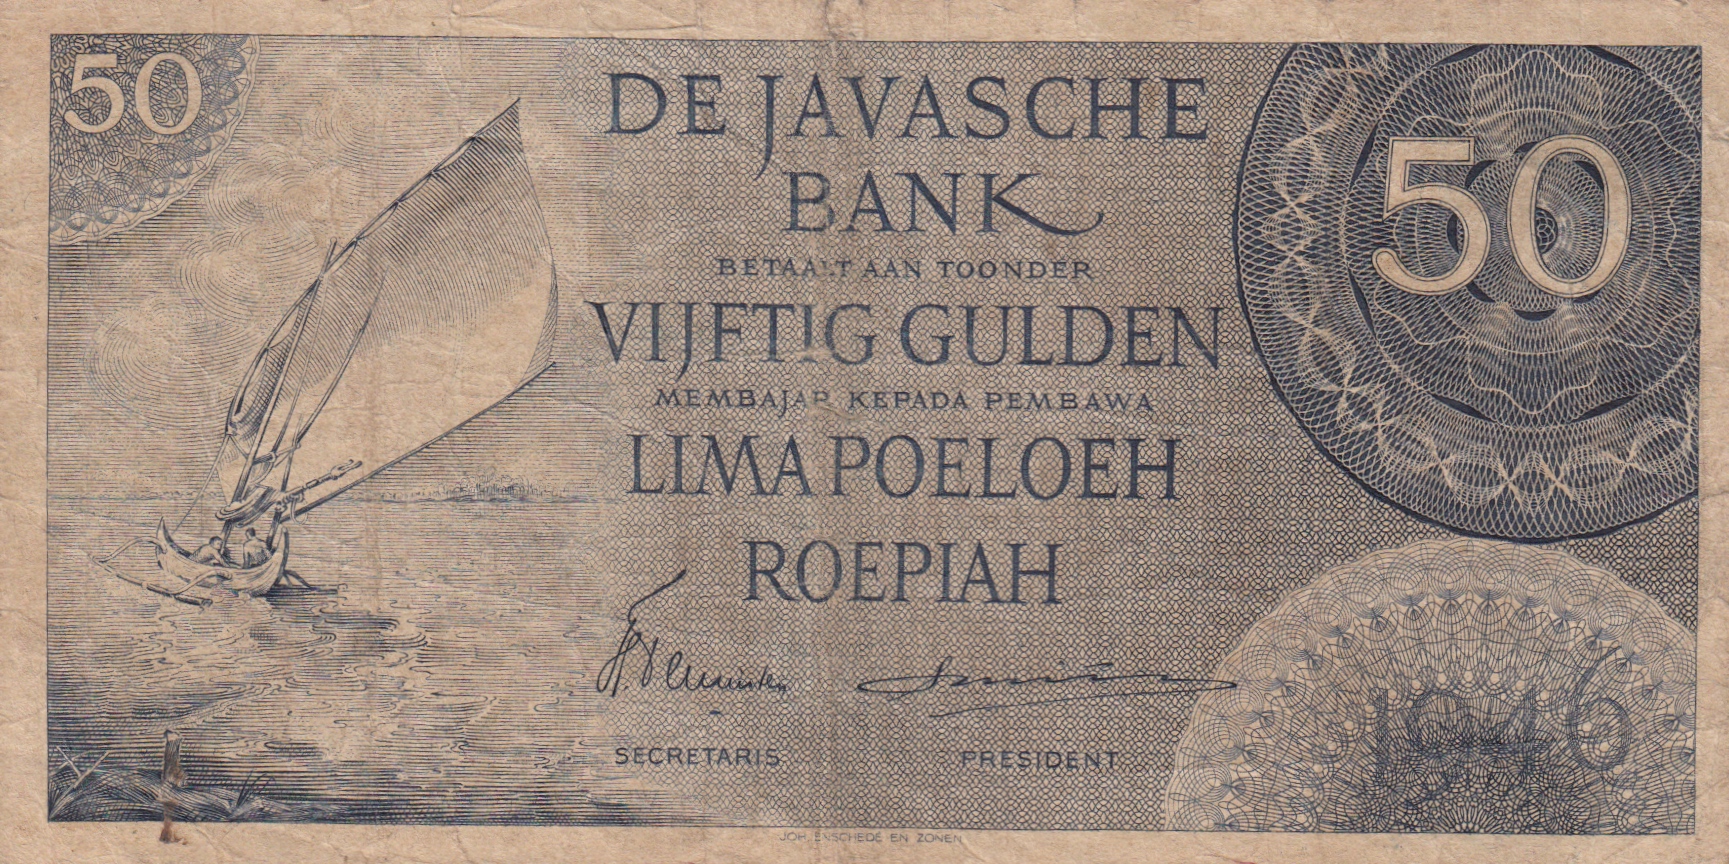 50
DE JAVASCHE
BANK
50
BETAALT AAN TOONDER
VIJFTIG GULDEN
MEMBAJAR KEPADA PEMBAWA
LIMA POELOEH
ROEPIAH
SECRETARIS PRESIDENT
1946
JOH. ENSCHEDÉ EN ZONEN